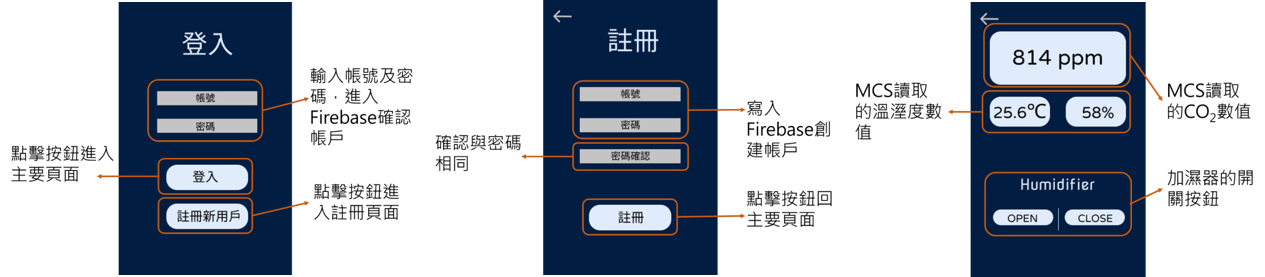 登入
帳號
密碼
登入
註冊新用戶
點擊按鈕進入
主要頁面
輸入帳號及密
碼，進入
Firebase確認
帳戶
點擊按鈕進
入註冊頁面
註冊
帳號
密碼
密碼確認
註冊
確認與密碼
相同
寫入
Firebase創
建帳戶
點擊按鈕回
主要頁面
814 ppm
25.6℃
58%
Humidifier
OPEN
CLOSE
MCS讀取
的溫溼度數
值
MCS讀取
的CO₂數值
加濕器的開
關按鈕